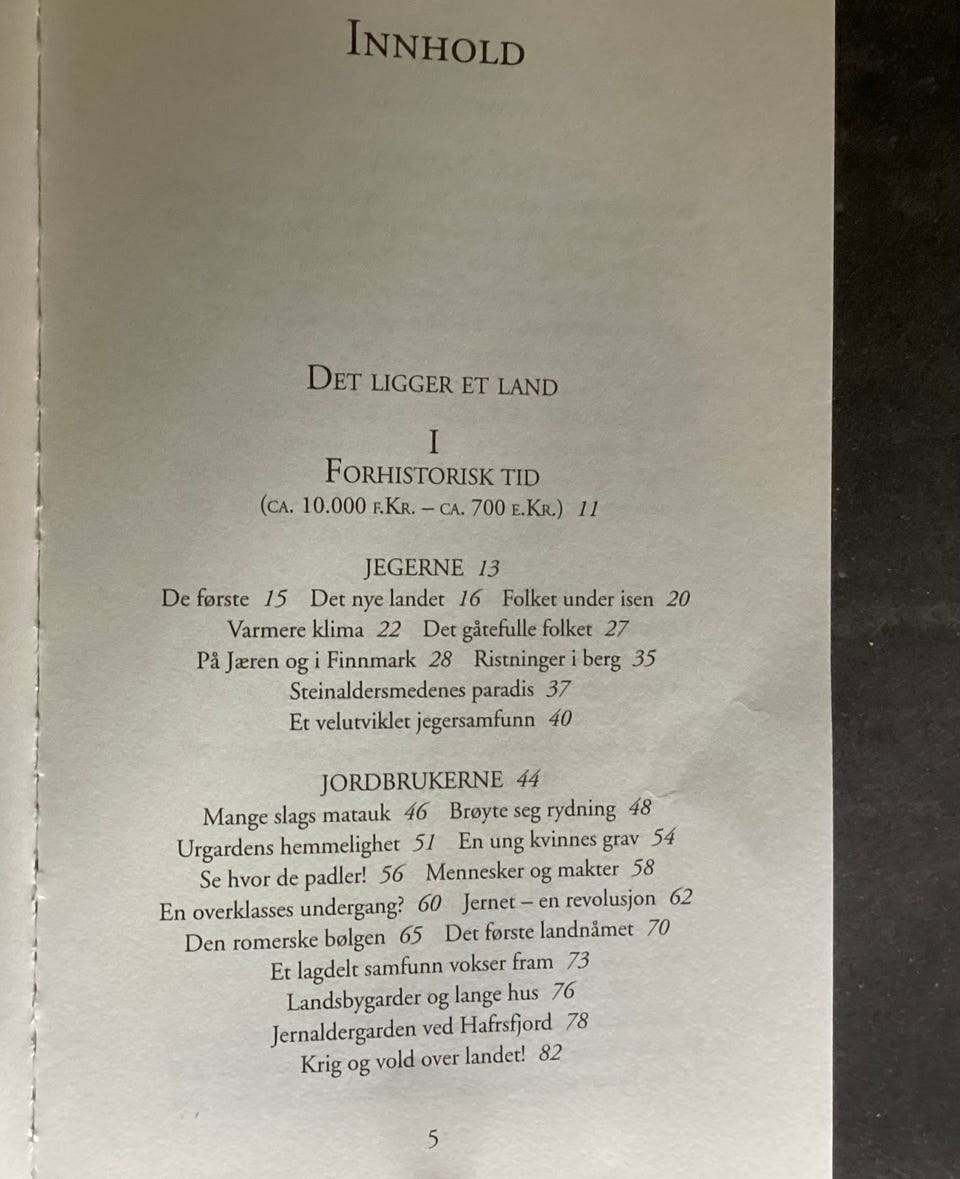 INNHOLD
DET LIGGER ET LAND
I
FORHISTORISK TID
(CA. 10.000 F.KR. – CA. 700 E.KR.) 11
JEGERNE 13
De første 15 Det nye landet 16 Folket under isen 20
Varmere klima 22 Det gåtefulle folket 27
På Jæren og i Finnmark 28 Ristninger i berg 35
Steinaldersmedenes paradis 37
Et velutviklet jegersamfunn 40
JORDBRUKERNE 44
Mange slags matauk 46 Brøyte seg rydning 48
Urgardens hemmelighet 51 En ung kvinnes grav 54
Se hvor de padler! 56 Mennesker og makter 58
En overklasses undergang? 60 Jernet – en revolusjon 62
Den romerske bølgen 65 Det første landnåmet 70
Et lagdelt samfunn vokser fram 73
Landsbygarder og lange hus 76
Jernaldergarden ved Hafrsfjord 78
Krig og vold over landet! 82
5